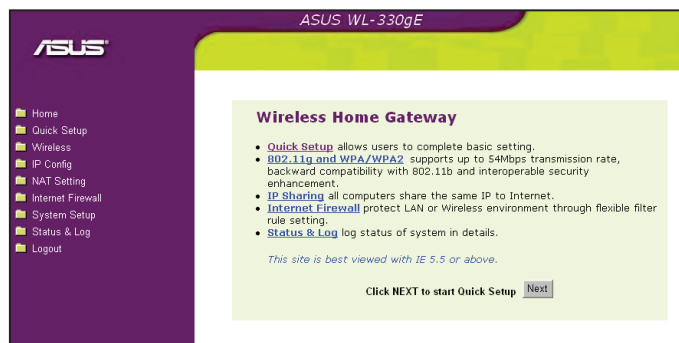 ASUS WL-330gE
ASUS
Home
Quick Setup
Wireless
IP Config
NAT Setting
Internet Firewall
System Setup
Status & Log
Logout
Wireless Home Gateway
Quick Setup allows users to complete basic setting.
802.11g and WPA/WPA2 supports up to 54Mbps transmission rate,
backward compatibility with 802.11b and interoperable security
enhancement.
IP Sharing all computers share the same IP to Internet.
Internet Firewall protect LAN or Wireless environment through flexible filter
rule setting.
Status & Log log status of system in details.
This site is best viewed with IE 5.5 or above.
Click NEXT to start Quick Setup Next